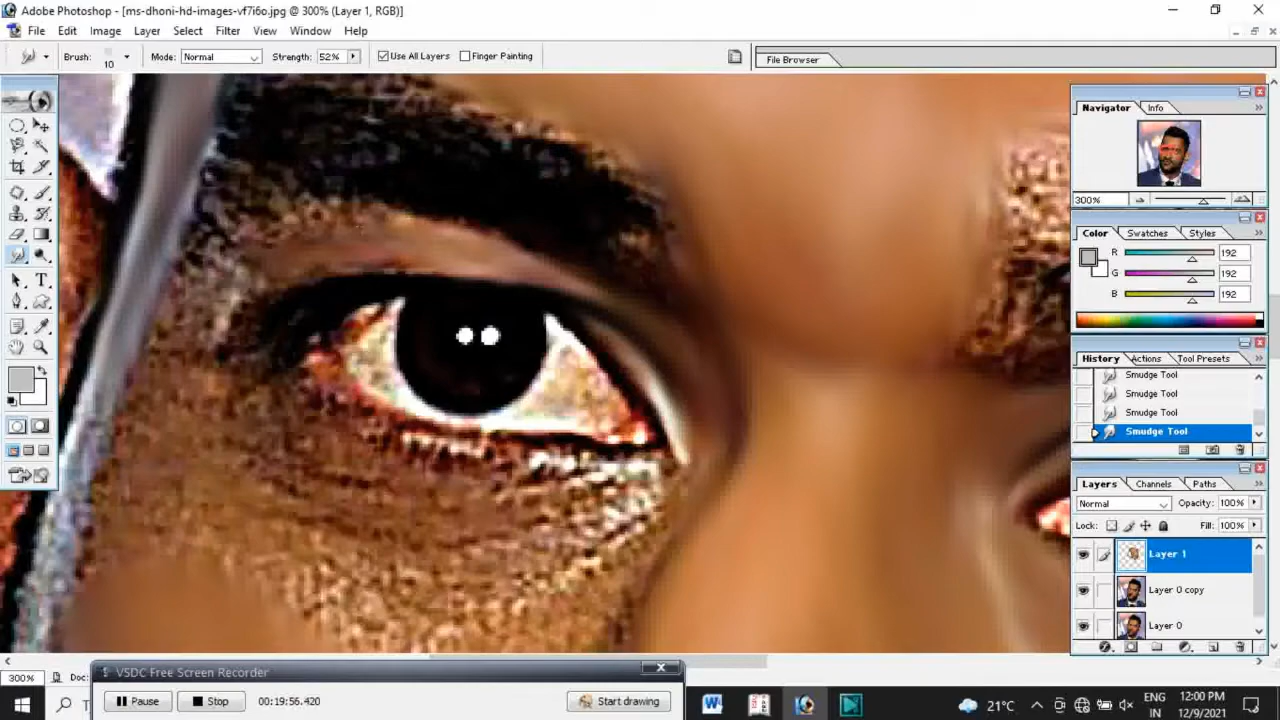 Adobe Photoshop - [ms-dhoni-hd-images-vf7i6o.jpg @ 300% (Layer 1, RGB)]
File Edit Image Layer Select Filter View Window Help
Brush: 10 Mode: Normal Strength: 52% Use All Layers Finger Painting File Browser
Navigator Info
300%
Color Swatches Styles
R 192
G 192
B 192
History Actions Tool Presets
Smudge Tool
Smudge Tool
Smudge Tool
Smudge Tool
Layers Channels Paths
Normal Opacity: 100%
Lock: Fill: 100%
Layer 1
Layer 0 copy
Layer 0
300% Doc:
VSDC Free Screen Recorder
Pause Stop 00:19:56.420 Start drawing
21°C
ENG
IN
12:00 PM
12/9/2021